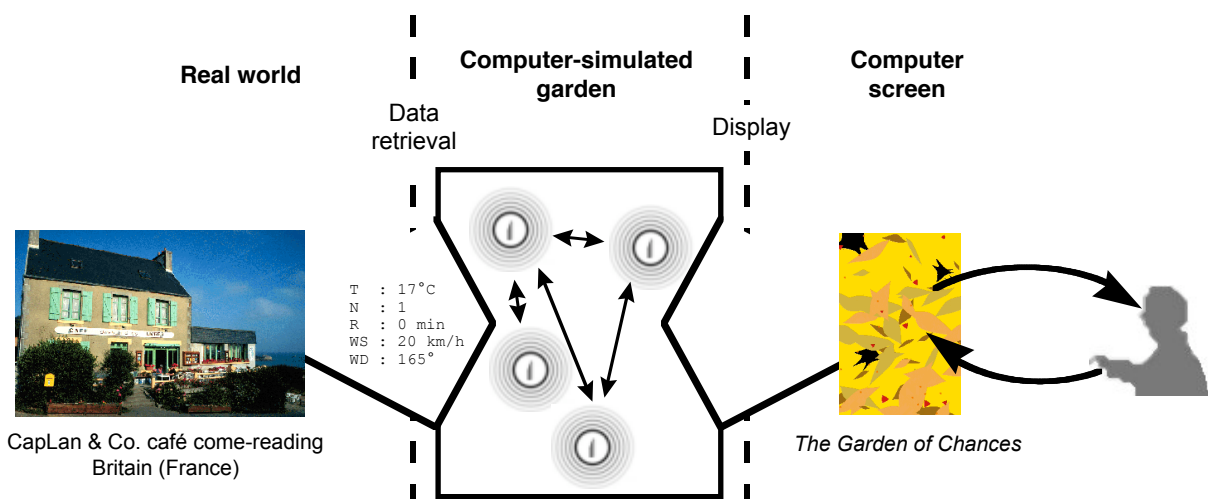 Real world
Computer-simulated
garden
Computer
screen
Data
retrieval
Display
T : 17°C
N : 1
R : 0 min
WS : 20 km/h
WD : 165°
CapLan & Co. café come-reading
Britain (France)
The Garden of Chances